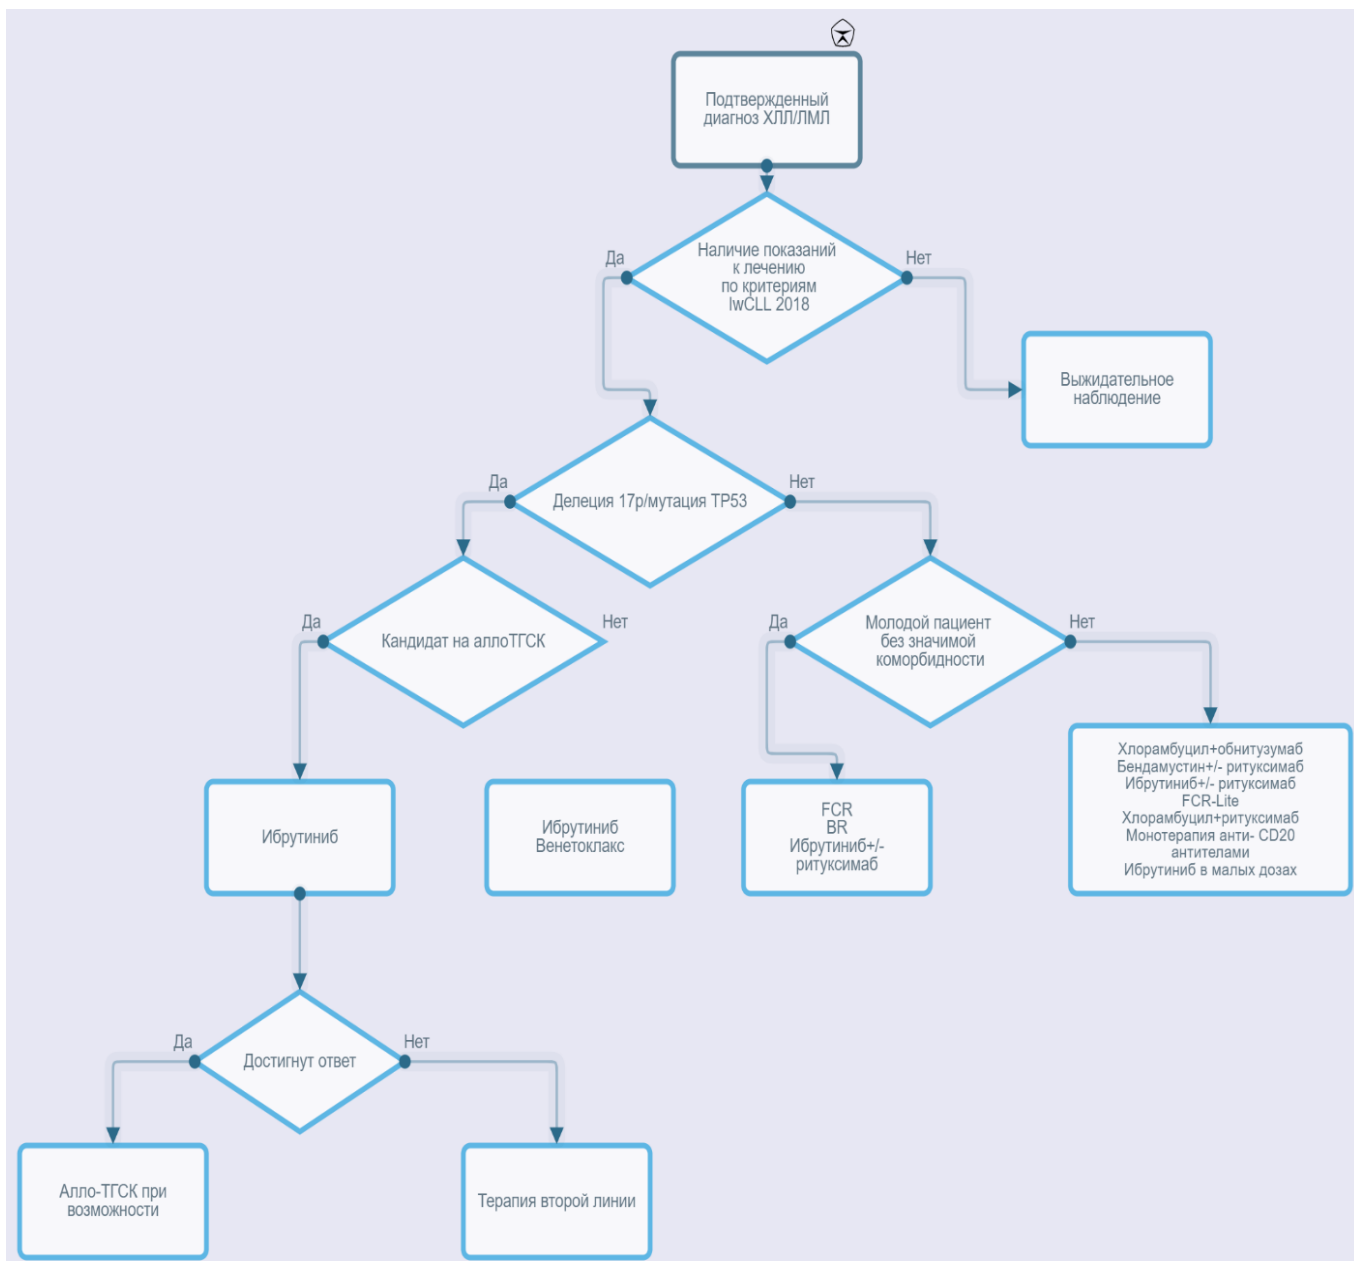 Подтвержденный
диагноз ХЛЛ/ЛМЛ
Наличие показаний
к лечению
по критериям
IwCLL 2018
Да
Нет
Выжидательное
наблюдение
Делеция 17р/мутация ТР53
Да
Нет
Кандидат на аллоТГСК
Да
Нет
Молодой пациент
без значимой
коморбидности
Да
Нет
Ибрутиниб
Ибрутиниб
Венетоклакс
FCR
BR
Ибрутиниб+/-
ритуксимаб
Хлорамбуцил+обнитузумаб
Бендамустин+/- ритуксимаб
Ибрутиниб+/- ритуксимаб
FCR-Lite
Хлорамбуцил+ритуксимаб
Монотерапия анти- CD20
антителами
Ибрутиниб в малых дозах
Достигнут ответ
Да
Нет
Алло-ТГСК при
возможности
Терапия второй линии